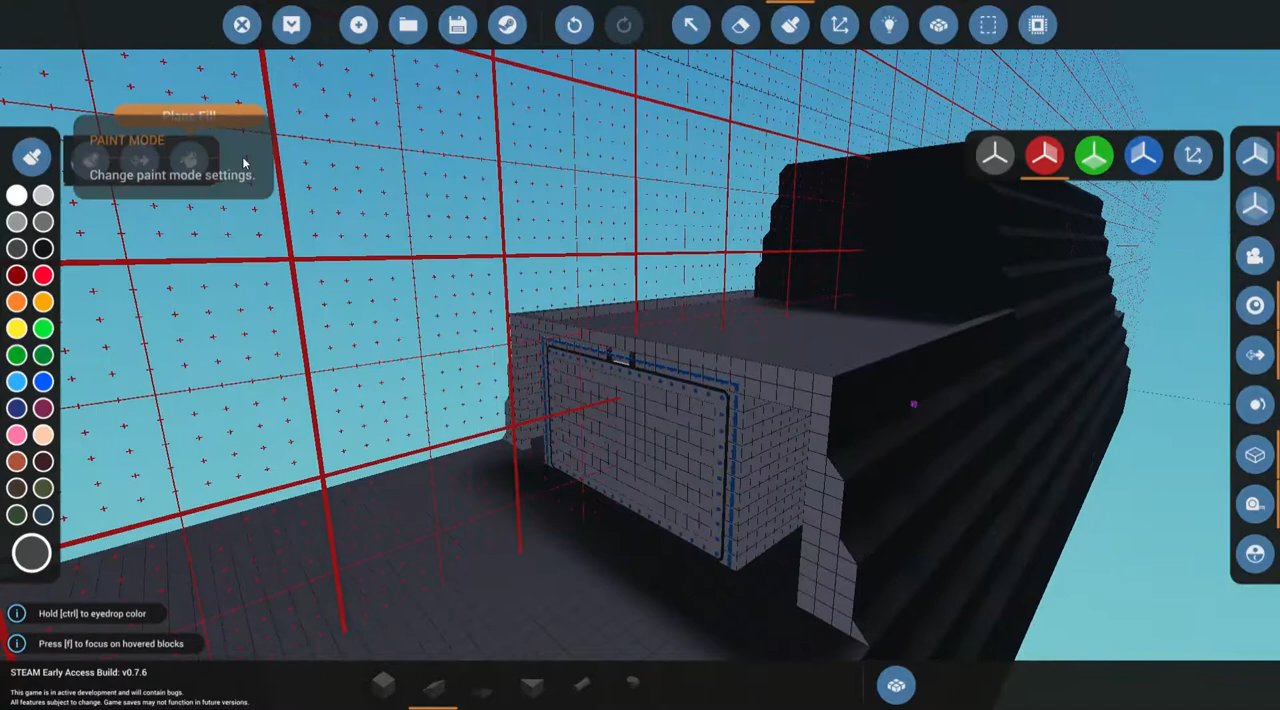 Plane Fill
PAINT MODE
Change paint mode settings.
Hold [ctrl] to eyedrop color
Press [f] to focus on hovered blocks
STEAM Early Access Build: v0.7.6
This game is in active development and will contain bugs.
All features subject to change. Game saves may not function in future versions.